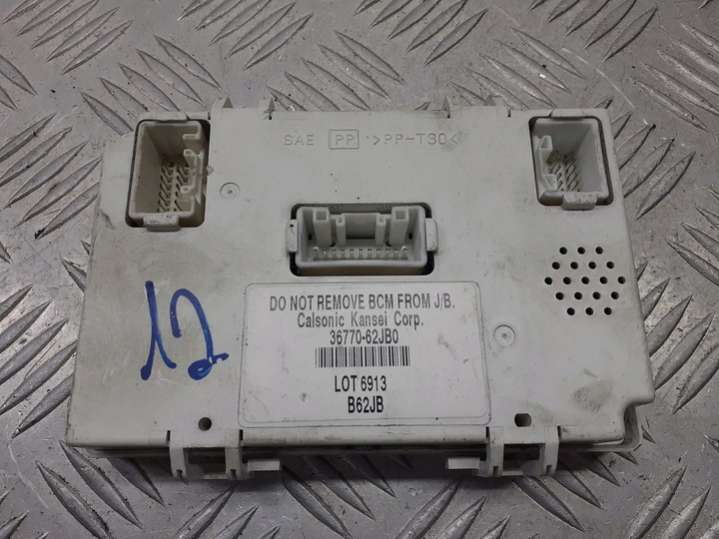 SAE PP >PP-T30<
DO NOT REMOVE BCM FROM J/B.
Calsonic Kansei Corp.
36770-62JB0
LOT 6913
B62JB
12